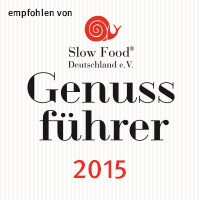 empfohlen von
Slow Food®
Deutschland e.V.
Genuss
führer
2015